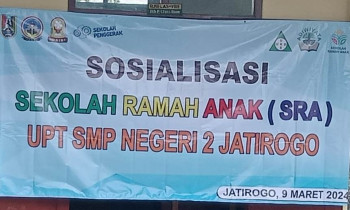 SEKOLAH
PENGGERAK
SOSIALISASI
SEKOLAH RAMAH ANAK ( SRA )
UPT SMP NEGERI 2 JATIROGO
JATIROGO, 9 MARET 2024